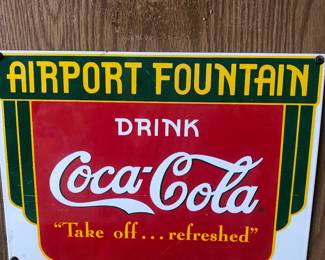 AIRPORT FOUNTAIN
DRINK
Coca-Cola
"Take off...refreshed"